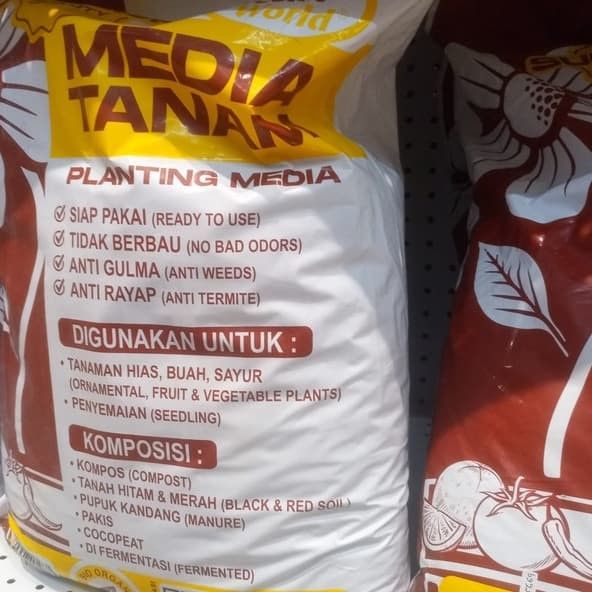 World®
MEDIA
TANAM
PLANTING MEDIA
SIAP PAKAI (READY TO USE)
TIDAK BERBAU (NO BAD ODORS)
ANTI GULMA (ANTI WEEDS)
ANTI RAYAP (ANTI TERMITE)
DIGUNAKAN UNTUK :
• TANAMAN HIAS, BUAH, SAYUR
(ORNAMENTAL, FRUIT & VEGETABLE PLANTS)
• PENYEMAIAN (SEEDLING)
KOMPOSISI :
• KOMPOS (COMPOST)
• TANAH HITAM & MERAH (BLACK & RED SOIL)
• PUPUK KANDANG (MANURE)
• PAKIS
• COCOPEAT
• DI FERMENTASI (FERMENTED)